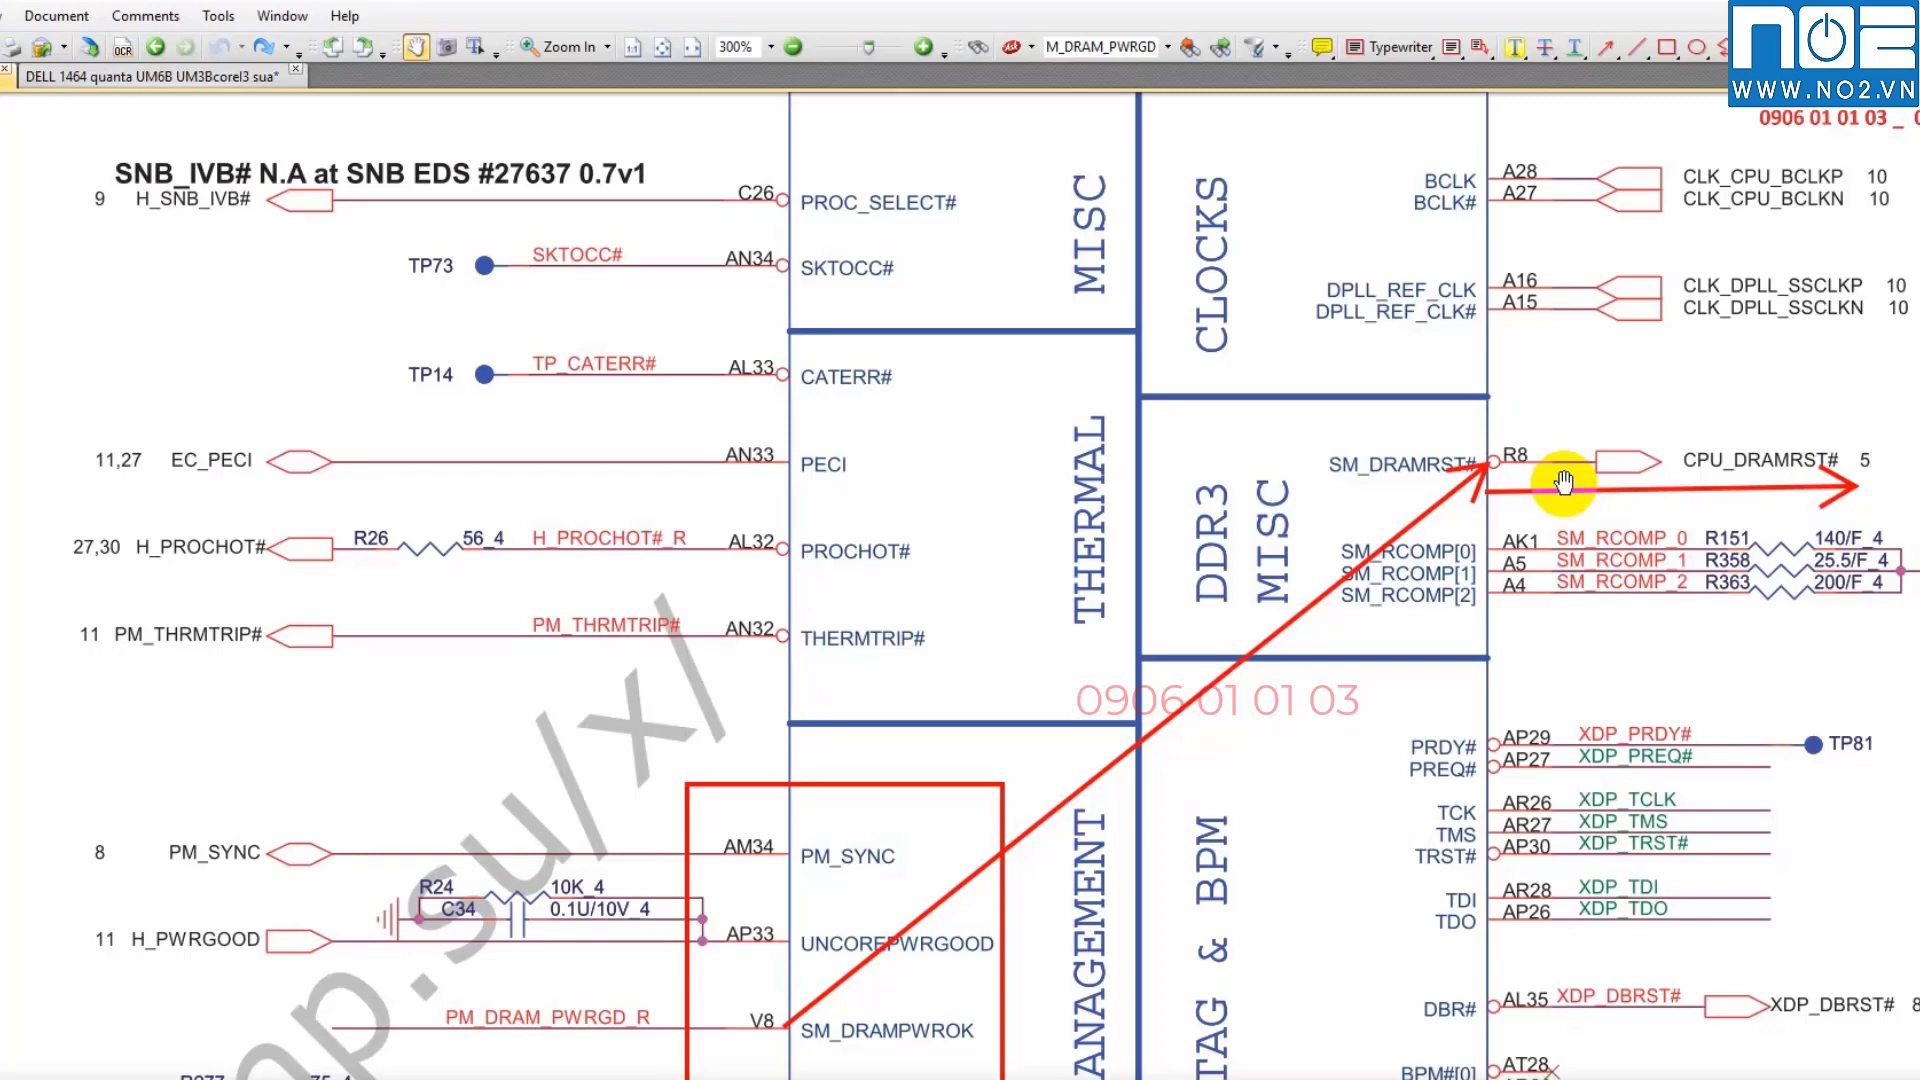 Document Comments Tools Window Help
OCR Zoom In 300% M_DRAM_PWRGD Typewriter
DELL 1464 quanta UM6B UM3BcoreI3 sua*
NO2
WWW.NO2.VN
0906 01 01 03 _
SNB_IVB# N.A at SNB EDS #27637 0.7v1
9 H_SNB_IVB# C26 PROC_SELECT#
TP73 SKTOCC# AN34 SKTOCC#
TP14 TP_CATERR# AL33 CATERR#
11,27 EC_PECI AN33 PECI
27,30 H_PROCHOT# R26 56_4 H_PROCHOT#_R AL32 PROCHOT#
11 PM_THRMTRIP# PM_THRMTRIP# AN32 THERMTRIP#
8 PM_SYNC AM34 PM_SYNC
R24 10K_4
C34 0.1U/10V_4
11 H_PWRGOOD AP33 UNCOREPWRGOOD
PM_DRAM_PWRGD_R V8 SM_DRAMPWROK
MISC
THERMAL
ANAGEMENT
CLOCKS
DDR3
MISC
TAG & BPM
BCLK A28 CLK_CPU_BCLKP 10
BCLK# A27 CLK_CPU_BCLKN 10
DPLL_REF_CLK A16 CLK_DPLL_SSCLKP 10
DPLL_REF_CLK# A15 CLK_DPLL_SSCLKN 10
SM_DRAMRST# R8 CPU_DRAMRST# 5
SM_RCOMP[0] AK1 SM_RCOMP_0 R151 140/F_4
SM_RCOMP[1] A5 SM_RCOMP_1 R358 25.5/F_4
SM_RCOMP[2] A4 SM_RCOMP_2 R363 200/F_4
0906 01 01 03
PRDY# AP29 XDP_PRDY# TP81
PREQ# AP27 XDP_PREQ#
TCK AR26 XDP_TCLK
TMS AR27 XDP_TMS
TRST# AP30 XDP_TRST#
TDI AR28 XDP_TDI
TDO AP26 XDP_TDO
DBR# AL35 XDP_DBRST# XDP_DBRST# 8
BPM#[0] AT28
mp.su/x/